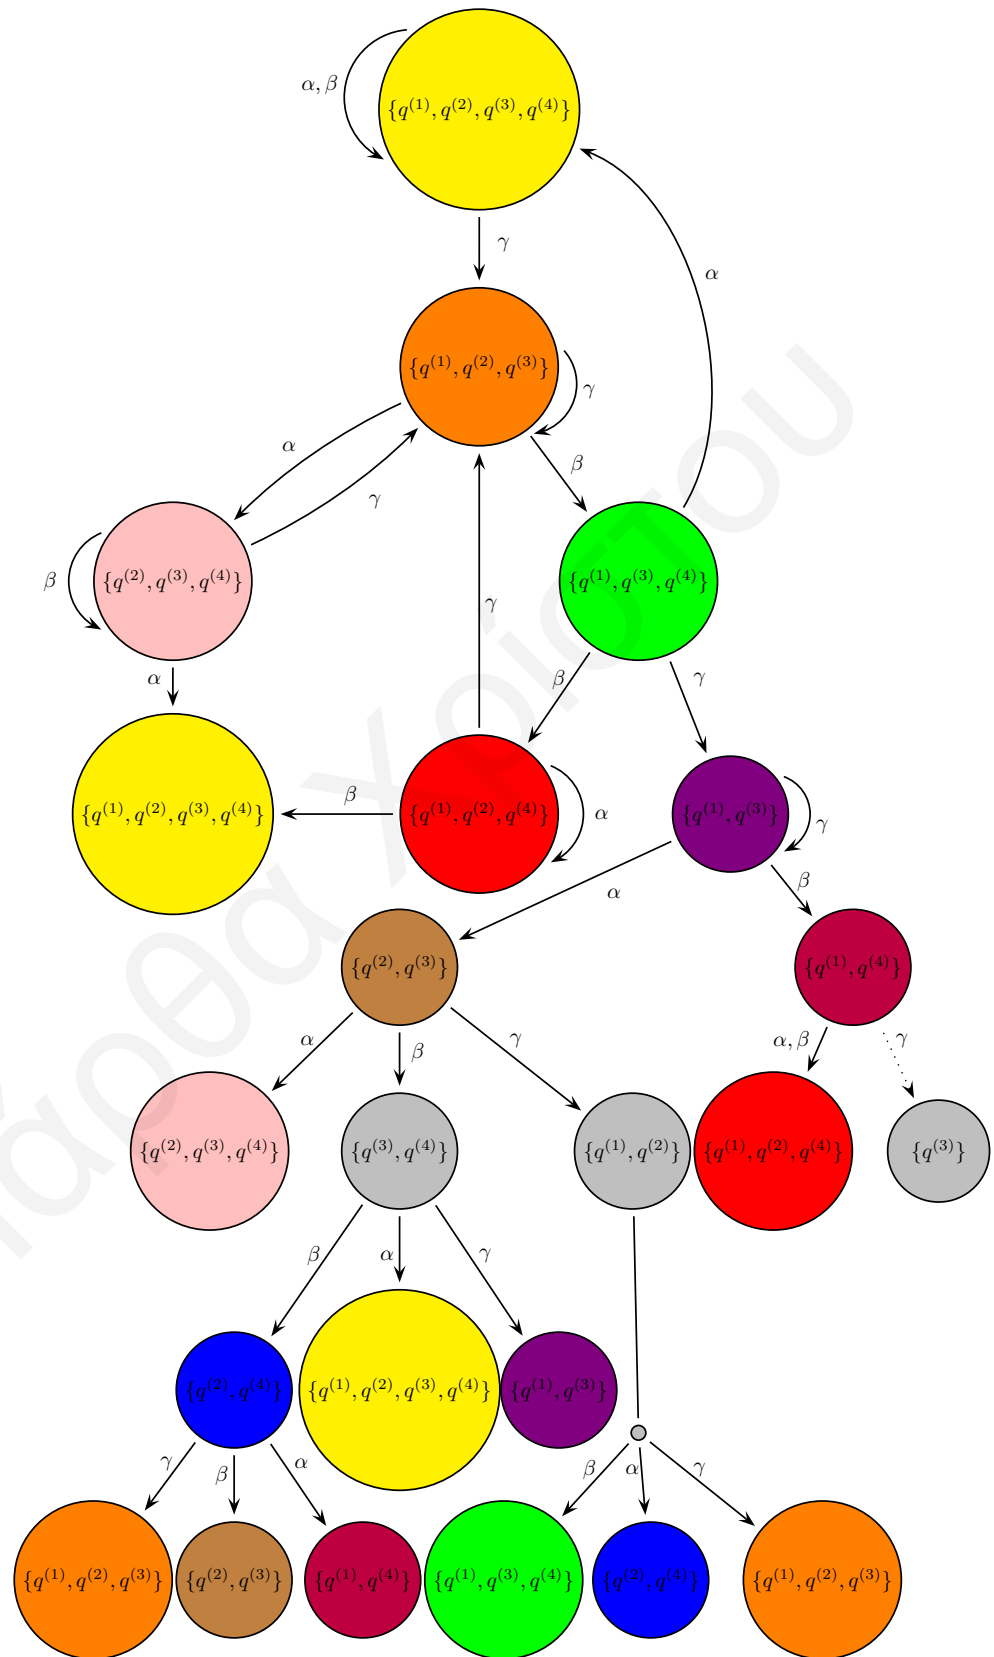 α, β
{q^(1), q^(2), q^(3), q^(4)}
γ
α
{q^(1), q^(2), q^(3)}
γ
α
β
γ
β
{q^(2), q^(3), q^(4)}
{q^(1), q^(3), q^(4)}
γ
α
β
γ
{q^(1), q^(2), q^(3), q^(4)}
β
{q^(1), q^(2), q^(4)}
α
{q^(1), q^(3)}
γ
α
β
{q^(2), q^(3)}
{q^(1), q^(4)}
α
β
γ
α, β
γ
{q^(2), q^(3), q^(4)}
{q^(3), q^(4)}
{q^(1), q^(2)}
{q^(1), q^(2), q^(4)}
{q^(3)}
β
α
γ
{q^(2), q^(4)}
{q^(1), q^(2), q^(3), q^(4)}
{q^(1), q^(3)}
γ
β
α
β
α
γ
{q^(1), q^(2), q^(3)}
{q^(2), q^(3)}
{q^(1), q^(4)}
{q^(1), q^(3), q^(4)}
{q^(2), q^(4)}
{q^(1), q^(2), q^(3)}
άρθα Χρίστου